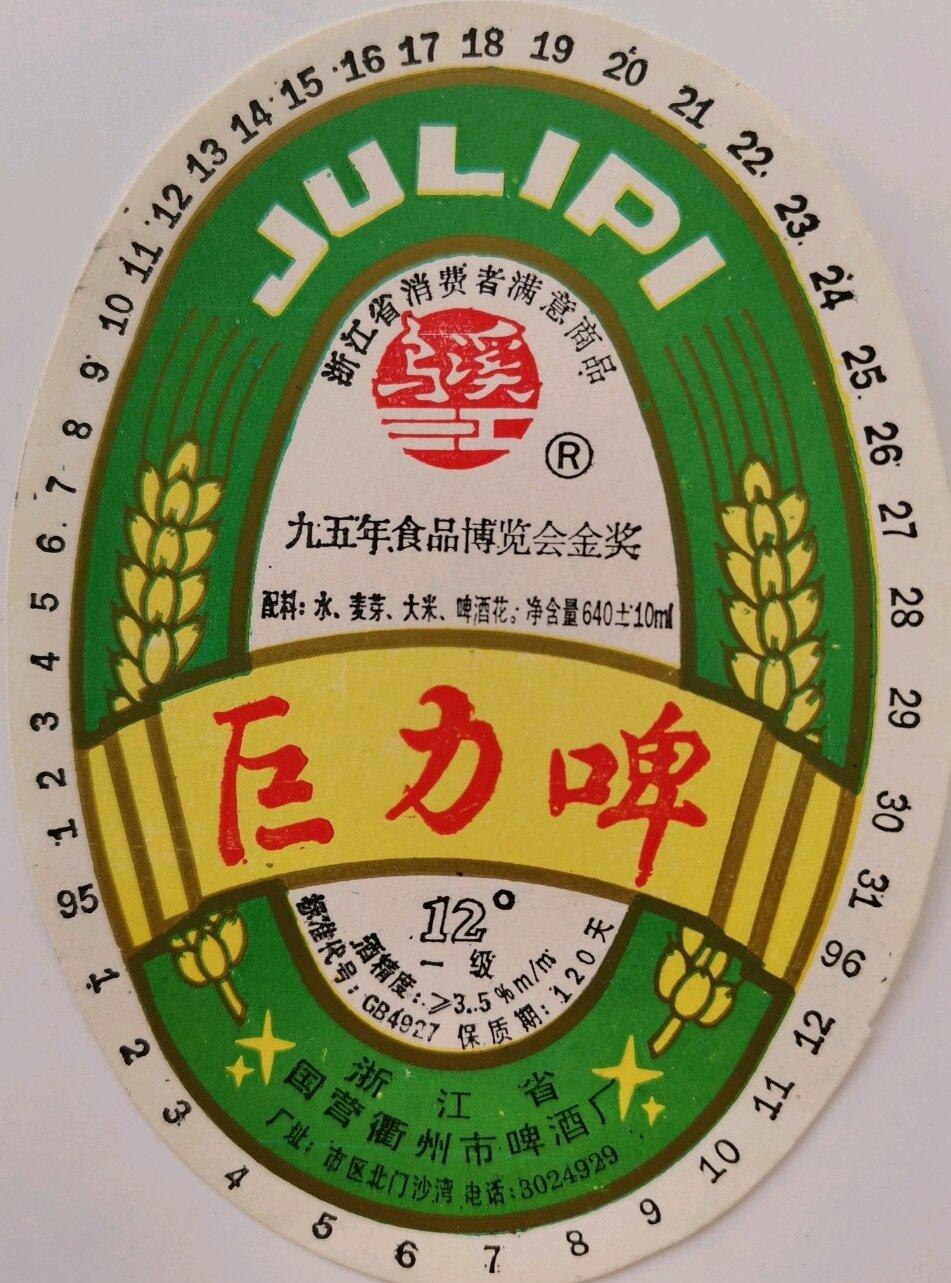 95 1 2 3 4 5 6 7 8 9 10 11 12 13 14 15 16 17 18 19 20 21 22 23 24 25 26 27 28 29 30 31 96
JULIPI
浙江省消费者满意商品
溪
®
九五年食品博览会金奖
配料：水、麦芽、大米、啤酒花；净含量640±10ml
巨力啤
12°
一级
酒精度：≥3.5%m/m
标准代号：GB4927 保质期：120天
浙江省
国营衢州市啤酒厂
厂址：市区北门沙湾 电话：3024929
1 2 3 4 5 6 7 8 9 10 11 12